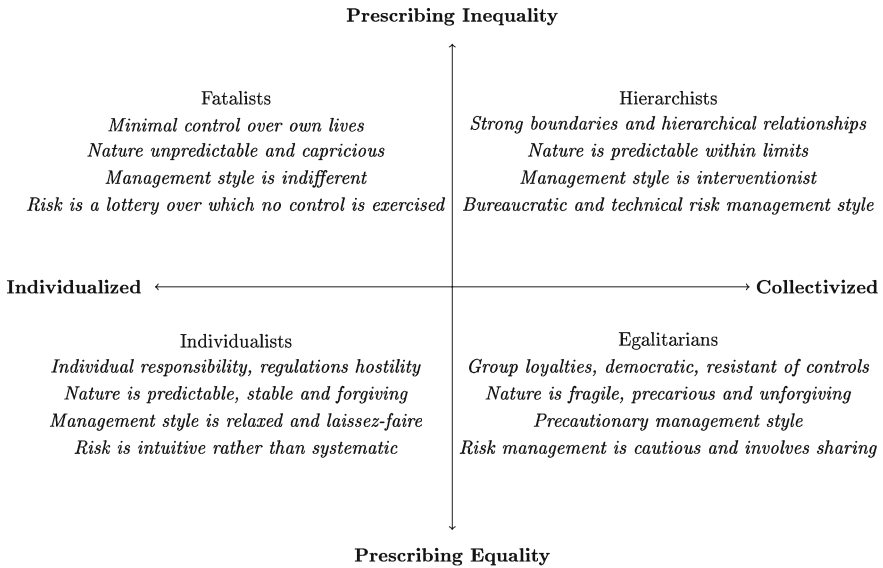 Prescribing Inequality
Fatalists
Minimal control over own lives
Nature unpredictable and capricious
Management style is indifferent
Risk is a lottery over which no control is exercised
Hierarchists
Strong boundaries and hierarchical relationships
Nature is predictable within limits
Management style is interventionist
Bureaucratic and technical risk management style
Individualized
Collectivized
Individualists
Individual responsibility, regulations hostility
Nature is predictable, stable and forgiving
Management style is relaxed and laissez-faire
Risk is intuitive rather than systematic
Egalitarians
Group loyalties, democratic, resistant of controls
Nature is fragile, precarious and unforgiving
Precautionary management style
Risk management is cautious and involves sharing
Prescribing Equality